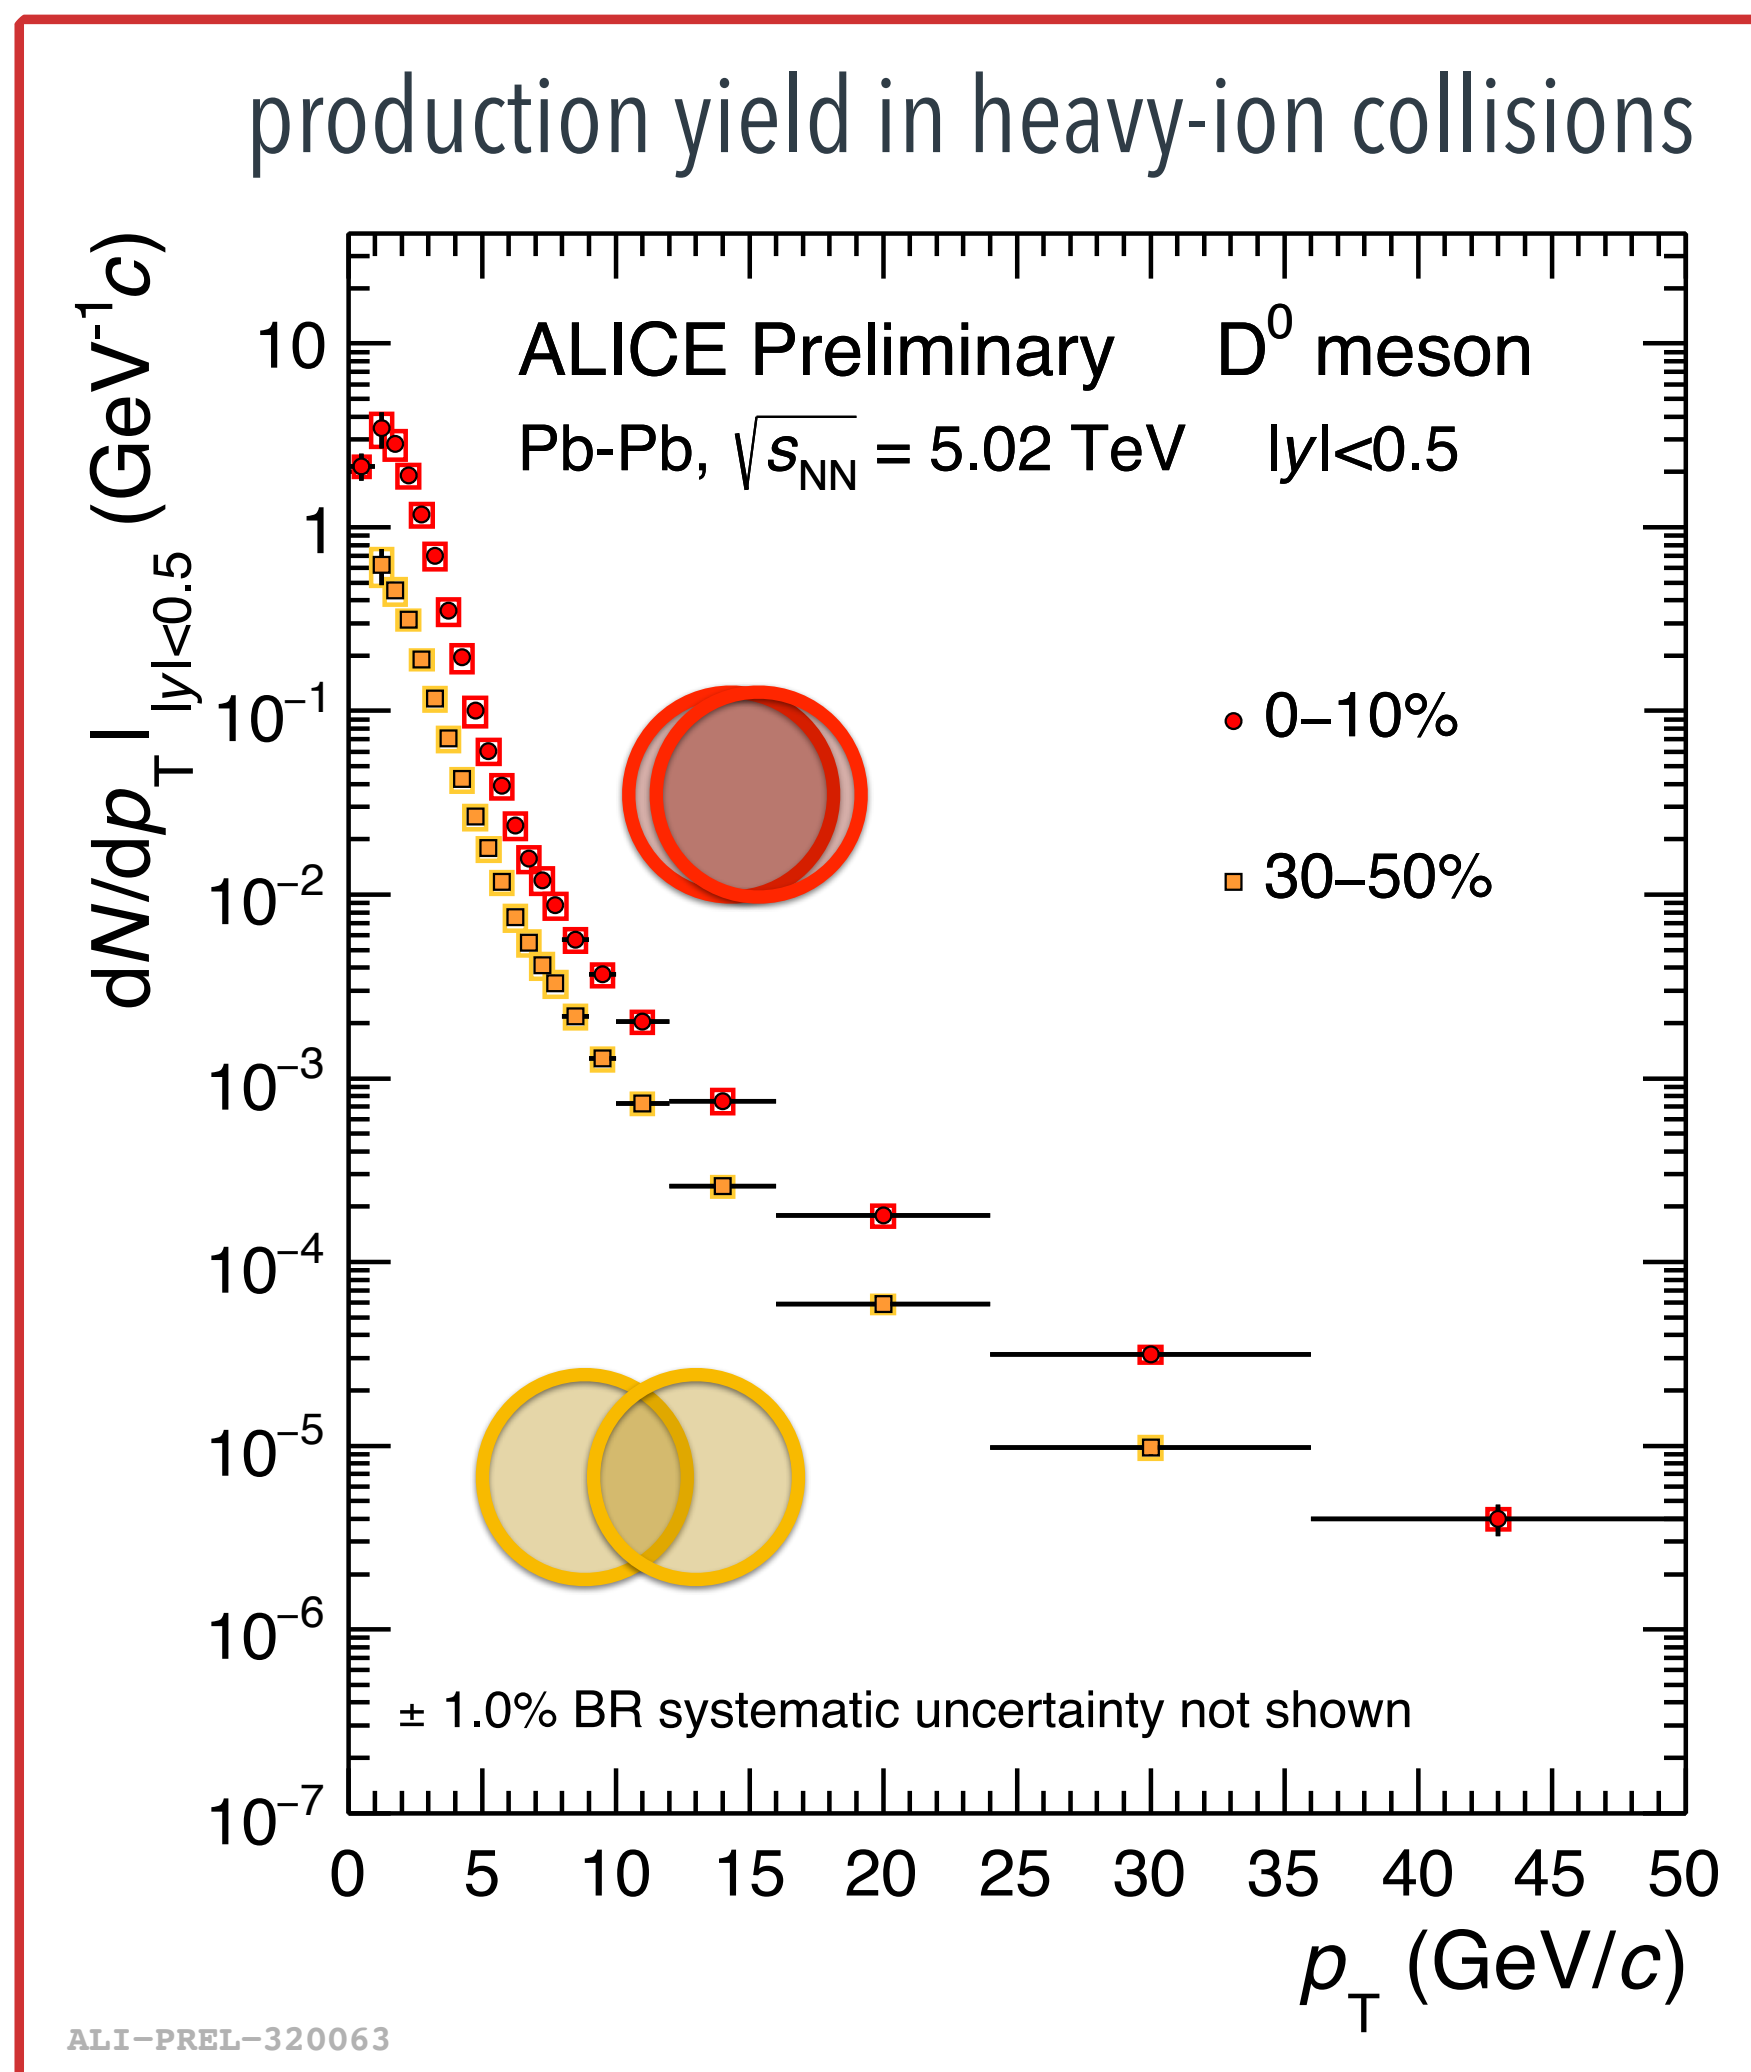 production yield in heavy-ion collisions
dN/dp_T | |y|<0.5 (GeV⁻¹c)
ALICE Preliminary D⁰ meson
Pb-Pb, √s_NN = 5.02 TeV |y|<0.5
0–10%
30–50%
10
1
10⁻¹
10⁻²
10⁻³
10⁻⁴
10⁻⁵
10⁻⁶
10⁻⁷
± 1.0% BR systematic uncertainty not shown
0 5 10 15 20 25 30 35 40 45 50
p_T (GeV/c)
ALI-PREL-320063